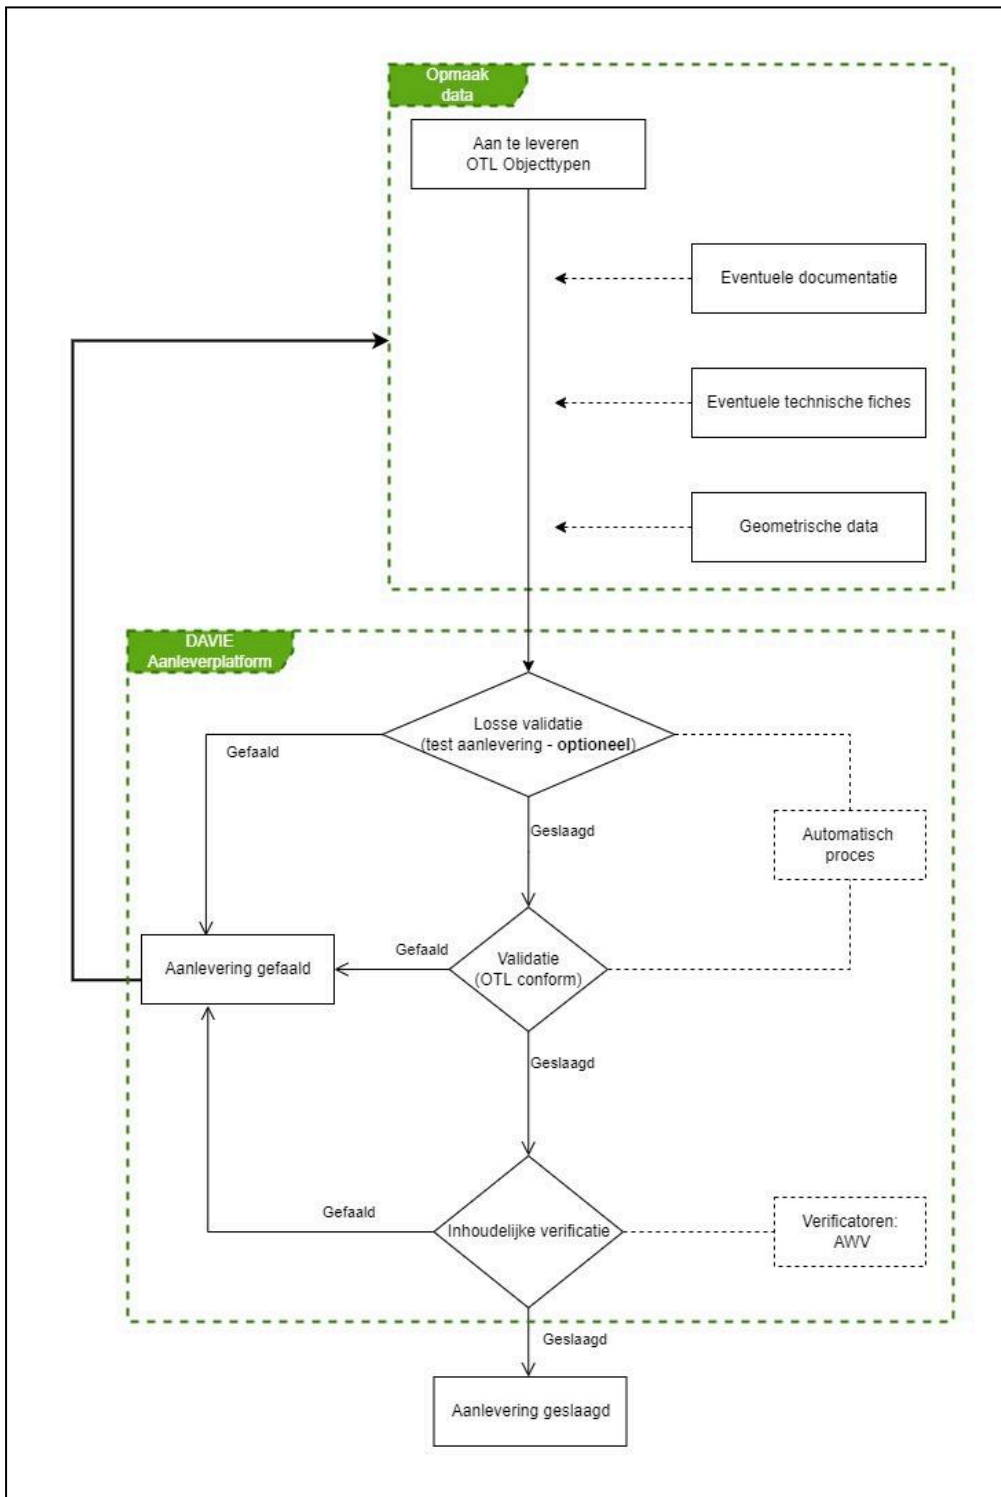 Opmaak
data
Aan te leveren
OTL Objecttypen
Eventuele documentatie
Eventuele technische fiches
Geometrische data
DAVIE
Aanleverplatform
Losse validatie
(test aanlevering - optioneel)
Gefaald
Geslaagd
Automatisch
proces
Aanlevering gefaald
Gefaald
Validatie
(OTL conform)
Geslaagd
Gefaald
Inhoudelijke verificatie
Verificatoren:
AWV
Geslaagd
Aanlevering geslaagd